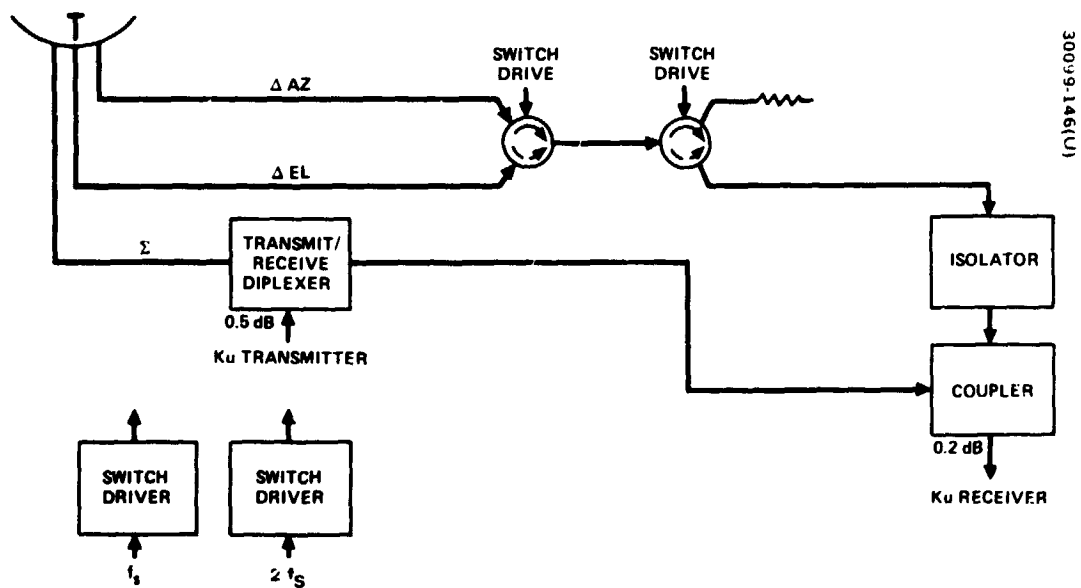 SWITCH
DRIVE
SWITCH
DRIVE
30099-146(U)
Δ AZ
Δ EL
Σ
TRANSMIT/
RECEIVE
DIPLEXER
0.5 dB
Ku TRANSMITTER
ISOLATOR
COUPLER
0.2 dB
Ku RECEIVER
SWITCH
DRIVER
SWITCH
DRIVER
fs
2 fS